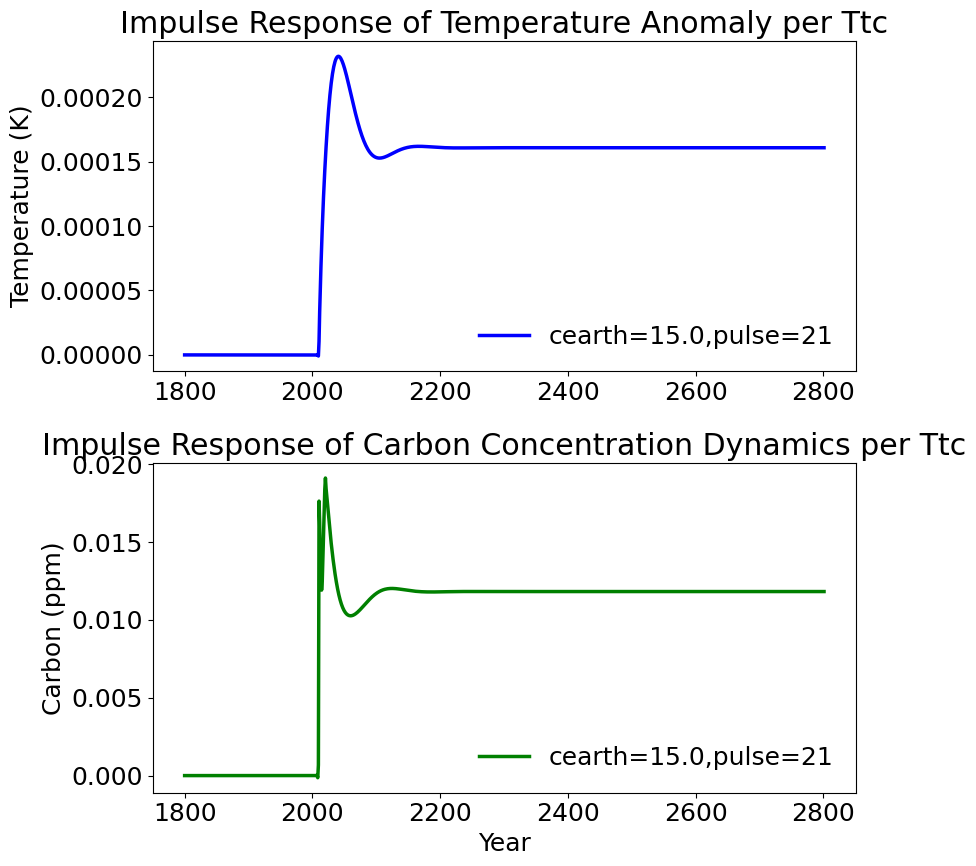 Impulse Response of Temperature Anomaly per Ttc
Temperature (K)
0.00020
0.00015
0.00010
0.00005
0.00000
cearth=15.0,pulse=21
1800 2000 2200 2400 2600 2800
Impulse Response of Carbon Concentration Dynamics per Ttc
Carbon (ppm)
0.020
0.015
0.010
0.005
0.000
cearth=15.0,pulse=21
1800 2000 2200 2400 2600 2800
Year